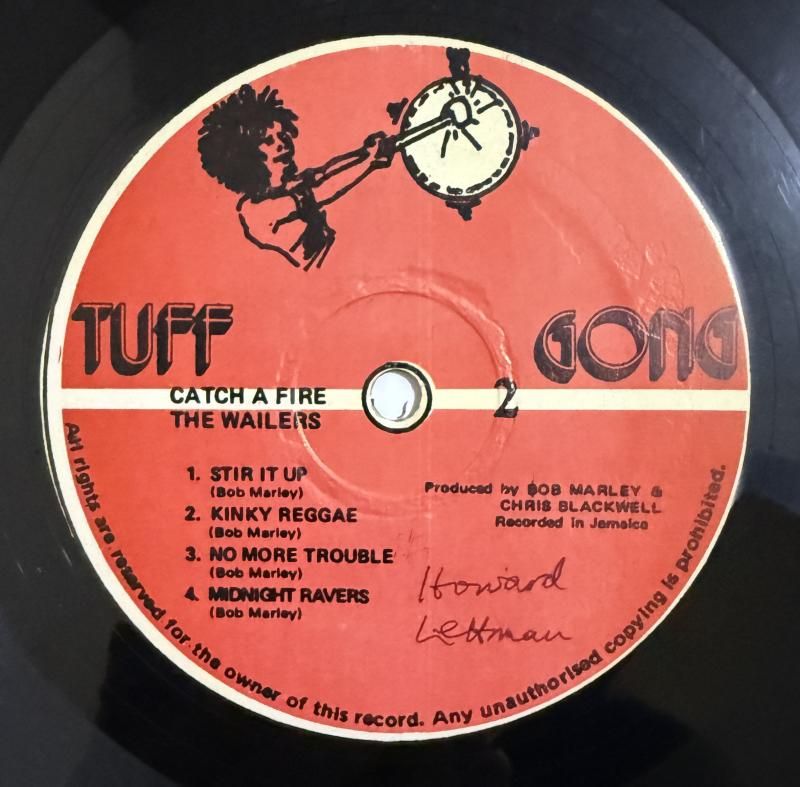 TUFF GONG
CATCH A FIRE
THE WAILERS
2
1. STIR IT UP
(Bob Marley)
2. KINKY REGGAE
(Bob Marley)
3. NO MORE TROUBLE
(Bob Marley)
4. MIDNIGHT RAVERS
(Bob Marley)
Produced by BOB MARLEY &
CHRIS BLACKWELL
Recorded in Jamaica
Howard
Lettman
All rights are reserved for the owner of this record. Any unauthorised copying is prohibited.